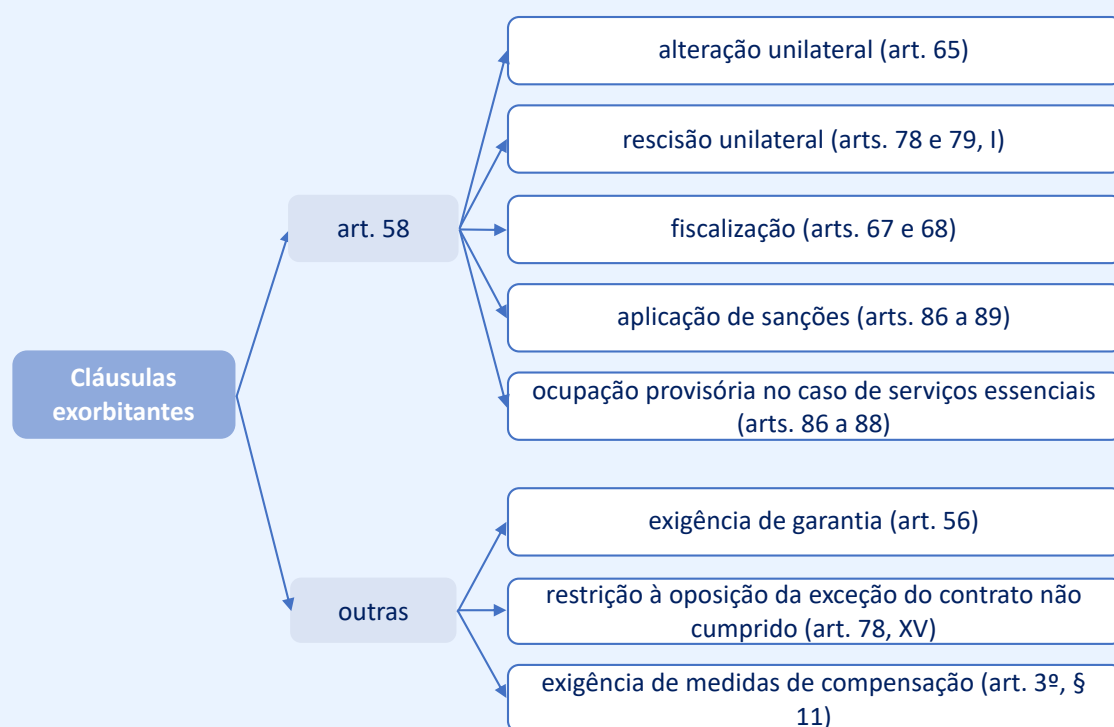 Cláusulas
exorbitantes
art. 58
alteração unilateral (art. 65)
rescisão unilateral (arts. 78 e 79, I)
fiscalização (arts. 67 e 68)
aplicação de sanções (arts. 86 a 89)
ocupação provisória no caso de serviços essenciais
(arts. 86 a 88)
outras
exigência de garantia (art. 56)
restrição à oposição da exceção do contrato não
cumprido (art. 78, XV)
exigência de medidas de compensação (art. 3º, §
11)